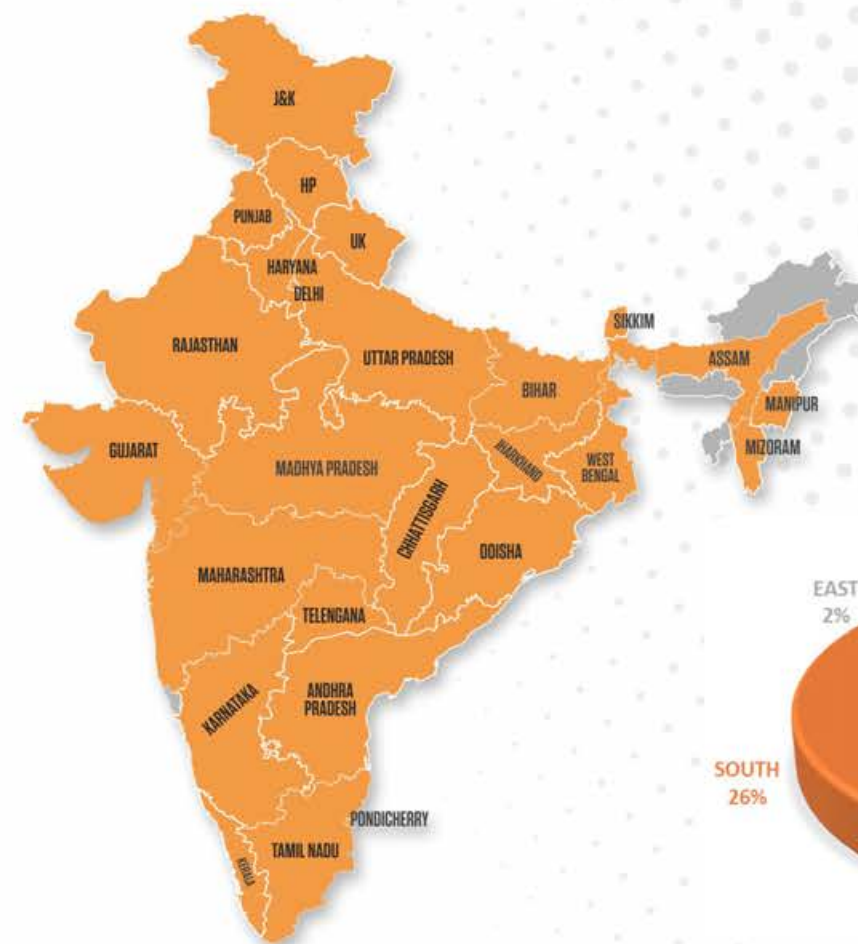 J&K
HP
PUNJAB
UK
HARYANA
DELHI
RAJASTHAN
UTTAR PRADESH
SIKKIM
ASSAM
BIHAR
MANIPUR
GUJARAT
MADHYA PRADESH
JHARKHAND
WEST
BENGAL
MIZORAM
CHHATTISGARH
ODISHA
MAHARASHTRA
TELENGANA
EAST
2%
KARNATAKA
ANDHRA
PRADESH
SOUTH
26%
PONDICHERRY
TAMIL NADU
KERALA